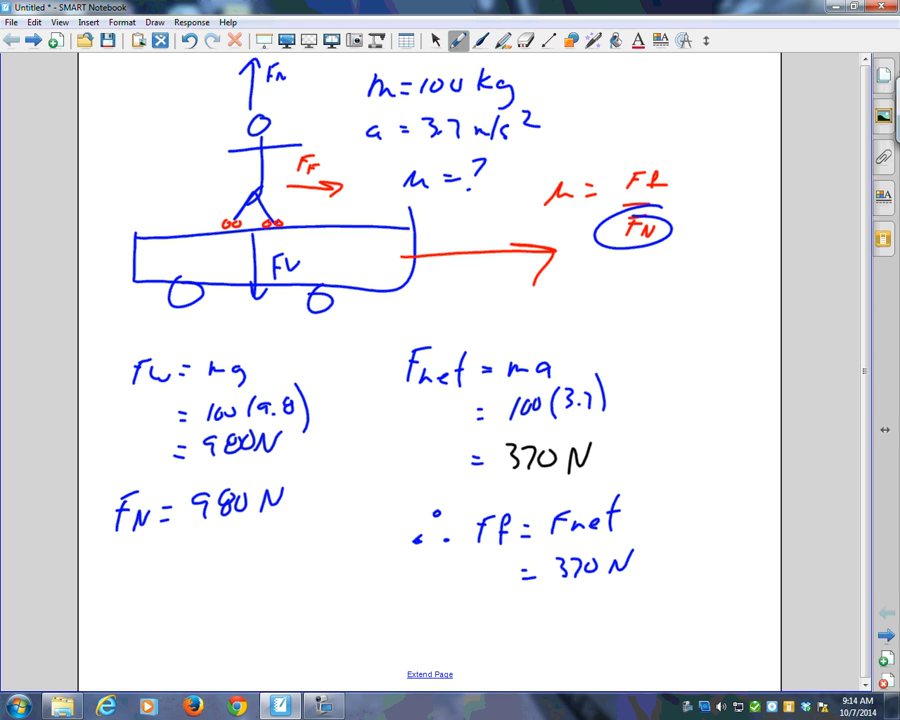 Untitled * - SMART Notebook
File Edit View Insert Format Draw Response Help
FN
m = 100 kg
a = 3.7 m/s²
FF
μ = ?
μ = Ff
FN
FW
Fw = mg
= 100 (9.8)
= 980N
FN = 980 N
Fnet = ma
= 100 (3.7)
= 370 N
∴ Ff = Fnet
= 370 N
Extend Page
9:14 AM
10/7/2014